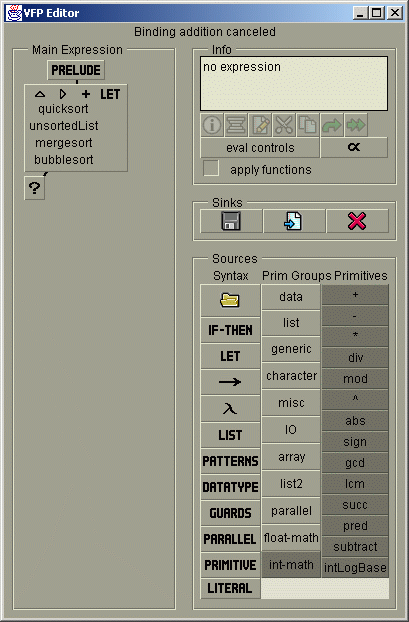 VFP Editor
Binding addition canceled
Main Expression
PRELUDE
+ LET
quicksort
unsortedList
mergesort
bubblesort
?
Info
no expression
eval controls
∝
apply functions
Sinks
Sources
Syntax
IF-THEN
LET
→
λ
LIST
PATTERNS
DATATYPE
GUARDS
PARALLEL
PRIMITIVE
LITERAL
Prim Groups
data
list
generic
character
misc
IO
array
list2
parallel
float-math
int-math
Primitives
+
-
*
div
mod
^
abs
sign
gcd
lcm
succ
pred
subtract
intLogBase